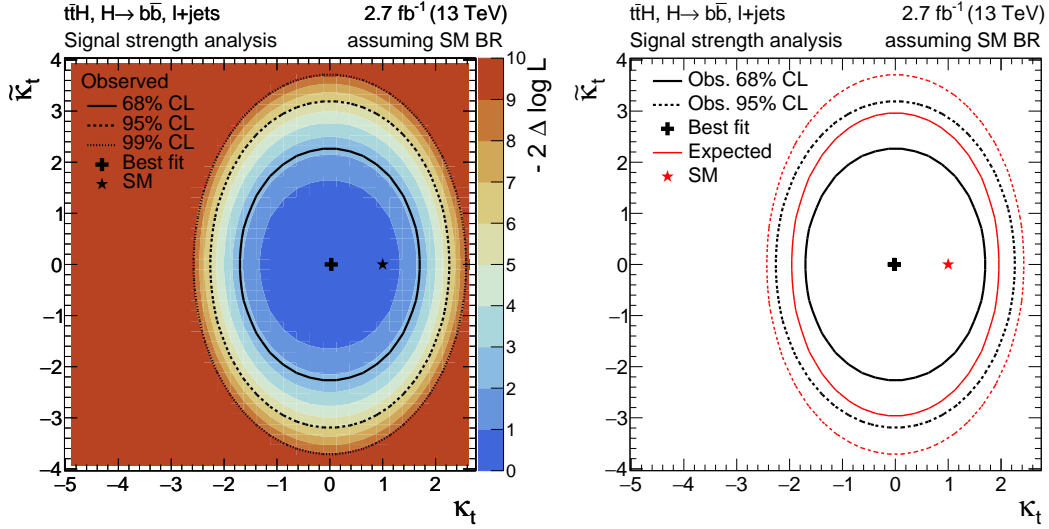 tt̄H, H→ bb̄, l+jets 2.7 fb⁻¹ (13 TeV)
Signal strength analysis assuming SM BR
κ̃ₜ
4
3
2
1
0
−1
−2
−3
−4
Observed
68% CL
95% CL
99% CL
Best fit
SM
−5 −4 −3 −2 −1 0 1 2
κₜ
10
9
8
7
6
5
4
3
2
1
0
- 2 Δ log L
tt̄H, H→ bb̄, l+jets 2.7 fb⁻¹ (13 TeV)
Signal strength analysis assuming SM BR
κ̃ₜ
4
3
2
1
0
−1
−2
−3
−4
Obs. 68% CL
Obs. 95% CL
Best fit
Expected
SM
−5 −4 −3 −2 −1 0 1 2
κₜ